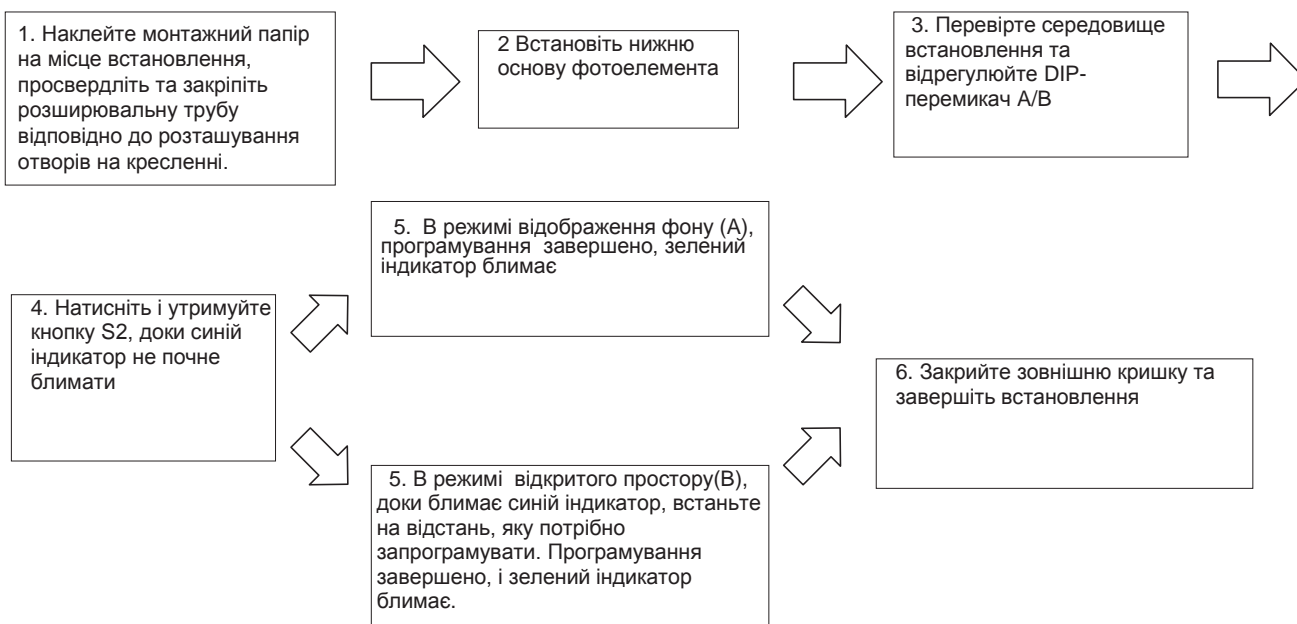 1. Наклейте монтажний папір
на місце встановлення,
просвердліть та закріпіть
розширювальну трубу
відповідно до розташування
отворів на кресленні.
2 Встановіть нижню
основу фотоелемента
3. Перевірте середовище
встановлення та
відрегулюйте DIP-
перемикач A/B
4. Натисніть і утримуйте
кнопку S2, доки синій
індикатор не почне
блимати
5. В режимі відображення фону (A),
програмування завершено, зелений
індикатор блимає
5. В режимі відкритого простору(B),
доки блимає синій індикатор, встаньте
на відстань, яку потрібно
запрограмувати. Програмування
завершено, і зелений індикатор
блимає.
6. Закрийте зовнішню кришку та
завершіть встановлення